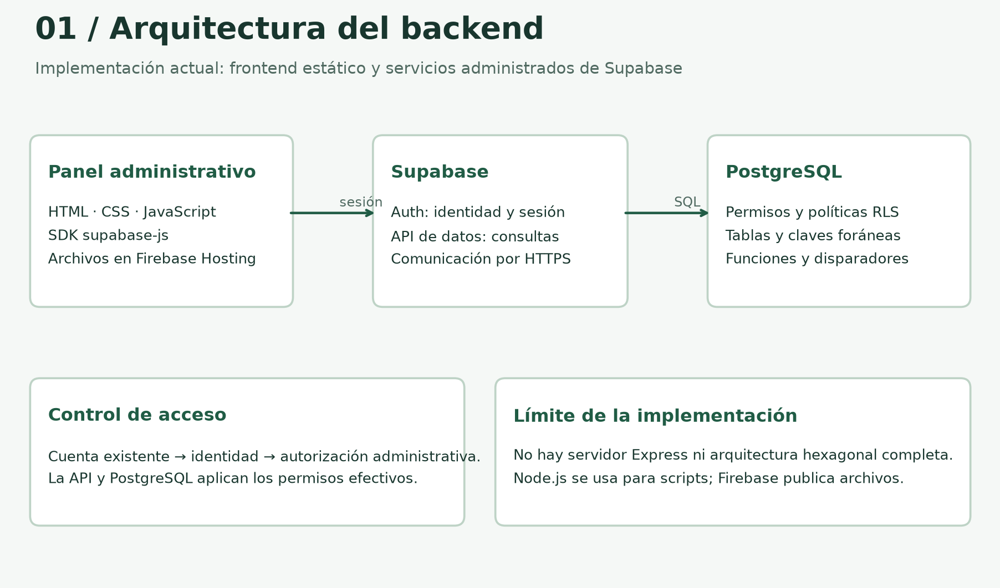 01 / Arquitectura del backend
Implementación actual: frontend estático y servicios administrados de Supabase
Panel administrativo
HTML · CSS · JavaScript
SDK supabase-js
Archivos en Firebase Hosting
sesión
Supabase
Auth: identidad y sesión
API de datos: consultas
Comunicación por HTTPS
SQL
PostgreSQL
Permisos y políticas RLS
Tablas y claves foráneas
Funciones y disparadores
Control de acceso
Cuenta existente → identidad → autorización administrativa.
La API y PostgreSQL aplican los permisos efectivos.
Límite de la implementación
No hay servidor Express ni arquitectura hexagonal completa.
Node.js se usa para scripts; Firebase publica archivos.